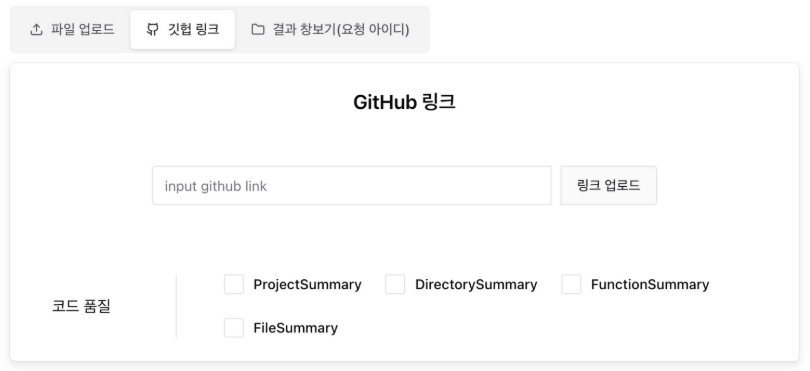 파일 업로드 깃헙 링크 결과 창보기(요청 아이디)
GitHub 링크
input github link 링크 업로드
코드 품질
ProjectSummary DirectorySummary FunctionSummary
FileSummary